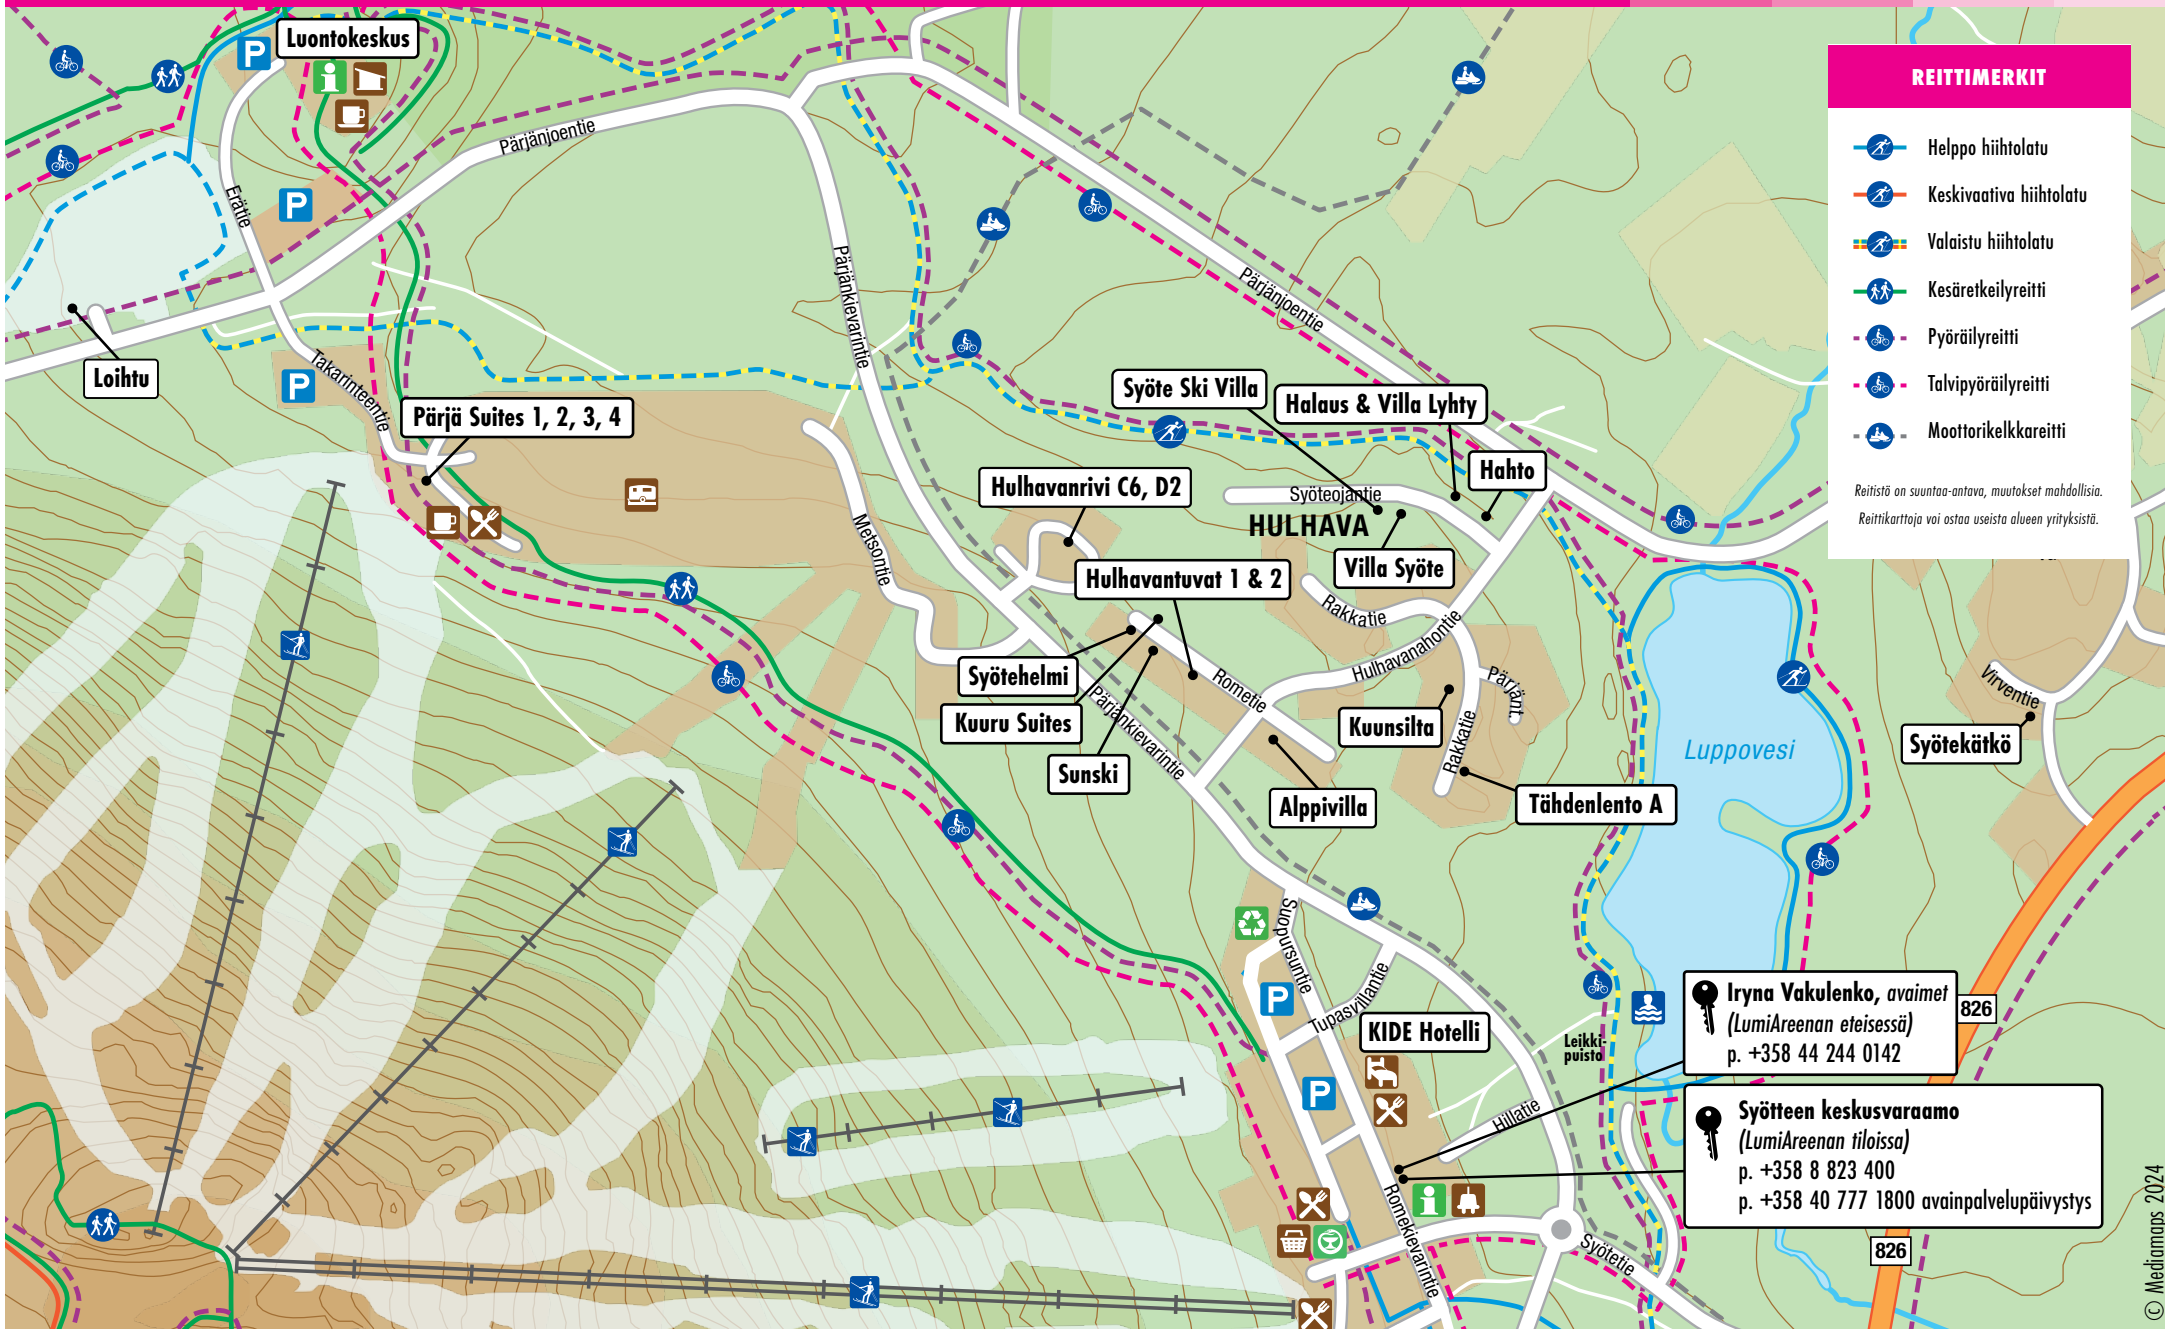 Luontokeskus
P
REITTIMERKIT
Helppo hiihtolatu
Keskivaativa hiihtolatu
Valaistu hiihtolatu
Kesäretkeilyreitti
Pyöräilyreitti
Talvipyöräilyreitti
Moottorikelkkareitti
Reitistö on suuntaa-antava, muutokset mahdollisia.
Reittikarttoja voi ostaa useista alueen yrityksistä.
Pärjänjoentie
Erätie
P
Pärjänkievarintie
Pärjänjoentie
Loihtu
P
Takarinteentie
Pärjä Suites 1, 2, 3, 4
Syöte Ski Villa
Halaus & Villa Lyhty
Hahto
Hulhavanrivi C6, D2
Syöteojantie
HULHAVA
Villa Syöte
Metsontie
Hulhavantuvat 1 & 2
Rakkatie
Hulhavanahontie
Syötehelmi
Kuuru Suites
Sunski
Rometie
Pärjänkievarintie
Kuunsilta
Pärjänt.
Rakkatie
Alppivilla
Tähdenlento A
Luppovesi
Virventie
Syötekätkö
Suopursuntie
P
Tupasvillantie
KIDE Hotelli
P
Leikki-
puisto
Hillatie
Iryna Vakulenko, avaimet
(LumiAreenan eteisessä)
p. +358 44 244 0142
826
Syötteen keskusvaraamo
(LumiAreenan tiloissa)
p. +358 8 823 400
p. +358 40 777 1800 avainpalvelupäivystys
Romekievarintie
Syötetie
826
© Mediamaps 2024